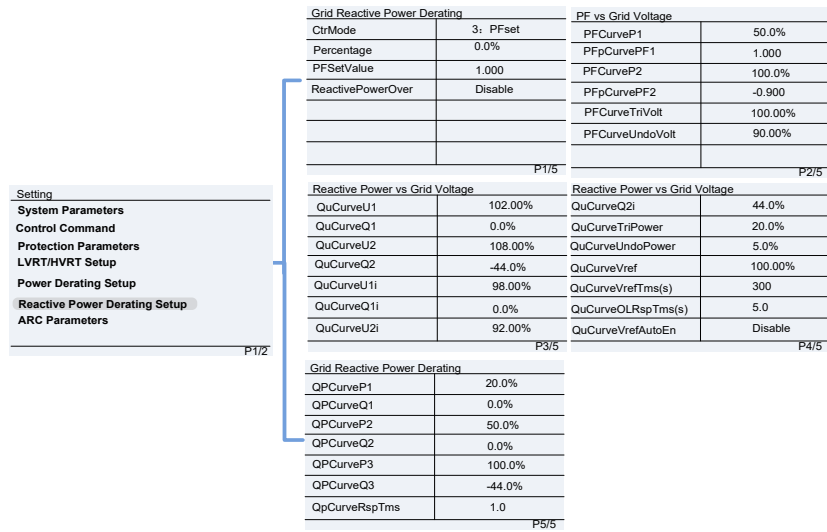 Setting
System Parameters
Control Command
Protection Parameters
LVRT/HVRT Setup
Power Derating Setup
Reactive Power Derating Setup
ARC Parameters
P1/2
Grid Reactive Power Derating
CtrMode 3：PFset
Percentage 0.0%
PFSetValue 1.000
ReactivePowerOver Disable
P1/5
PF vs Grid Voltage
PFCurveP1 50.0%
PFpCurvePF1 1.000
PFCurveP2 100.0%
PFpCurvePF2 -0.900
PFCurveTriVolt 100.00%
PFCurveUndoVolt 90.00%
P2/5
Reactive Power vs Grid Voltage
QuCurveU1 102.00%
QuCurveQ1 0.0%
QuCurveU2 108.00%
QuCurveQ2 -44.0%
QuCurveU1i 98.00%
QuCurveQ1i 0.0%
QuCurveU2i 92.00%
P3/5
Reactive Power vs Grid Voltage
QuCurveQ2i 44.0%
QuCurveTriPower 20.0%
QuCurveUndoPower 5.0%
QuCurveVref 100.00%
QuCurveVrefTms(s) 300
QuCurveOLRspTms(s) 5.0
QuCurveVrefAutoEn Disable
P4/5
Grid Reactive Power Derating
QPCurveP1 20.0%
QPCurveQ1 0.0%
QPCurveP2 50.0%
QPCurveQ2 0.0%
QPCurveP3 100.0%
QPCurveQ3 -44.0%
QpCurveRspTms 1.0
P5/5